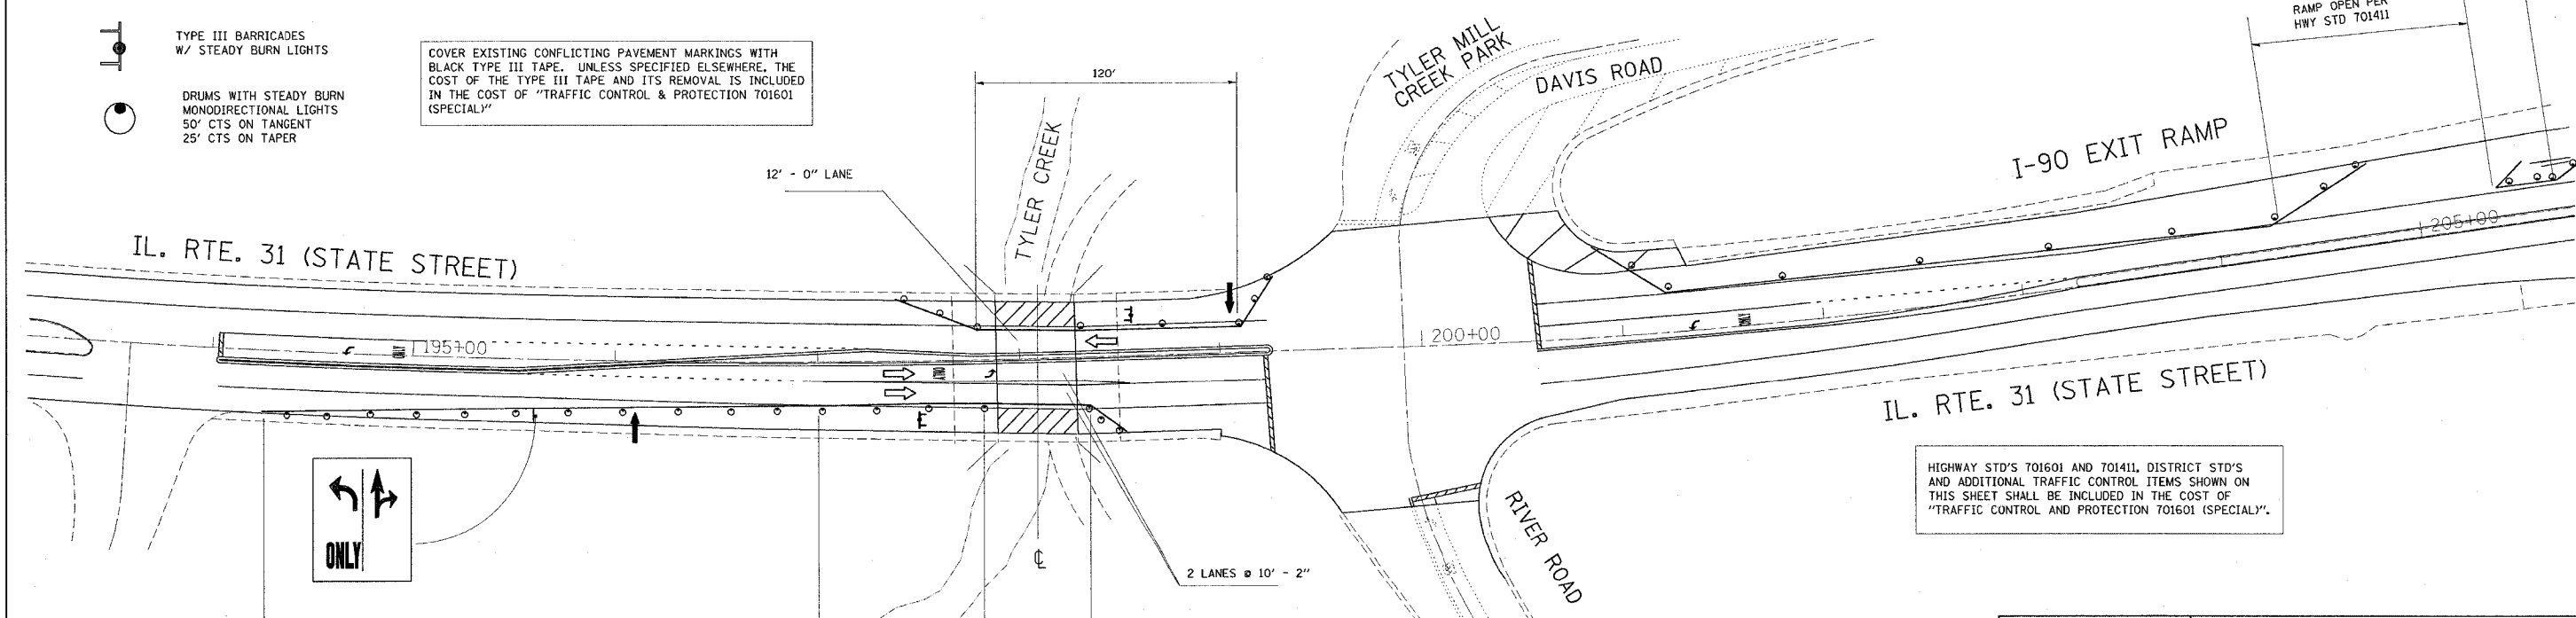 TYPE III BARRICADES
W/ STEADY BURN LIGHTS
DRUMS WITH STEADY BURN
MONODIRECTIONAL LIGHTS
50' CTS ON TANGENT
25' CTS ON TAPER
COVER EXISTING CONFLICTING PAVEMENT MARKINGS WITH
BLACK TYPE III TAPE. UNLESS SPECIFIED ELSEWHERE, THE
COST OF THE TYPE III TAPE AND ITS REMOVAL IS INCLUDED
IN THE COST OF "TRAFFIC CONTROL & PROTECTION 701601
(SPECIAL)"
120'
12' - 0" LANE
TYLER CREEK
TYLER MILL
CREEK PARK
DAVIS ROAD
RAMP OPEN PER
HWY STD 701411
I-90 EXIT RAMP
IL. RTE. 31 (STATE STREET)
195+00
200+00
205+00
ONLY
℄
2 LANES @ 10' - 2"
RIVER ROAD
IL. RTE. 31 (STATE STREET)
HIGHWAY STD'S 701601 AND 701411, DISTRICT STD'S
AND ADDITIONAL TRAFFIC CONTROL ITEMS SHOWN ON
THIS SHEET SHALL BE INCLUDED IN THE COST OF
"TRAFFIC CONTROL AND PROTECTION 701601 (SPECIAL)".